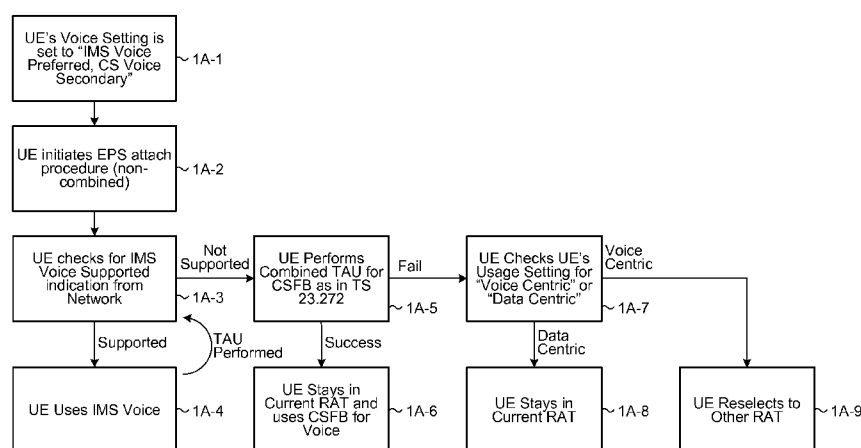 UE's Voice Setting is
set to "IMS Voice
Preferred, CS Voice
Secondary"
1A-1
UE initiates EPS attach
procedure (non-
combined)
1A-2
UE checks for IMS
Voice Supported
indication from
Network
1A-3
Not
Supported
UE Performs
Combined TAU for
CSFB as in TS
23.272
1A-5
Fail
UE Checks UE's
Usage Setting for
"Voice Centric" or
"Data Centric"
1A-7
Voice
Centric
Supported
TAU
Performed
Success
Data
Centric
UE Uses IMS Voice
1A-4
UE Stays in
Current RAT and
uses CSFB for
Voice
1A-6
UE Stays in
Current RAT
1A-8
UE Reselects to
Other RAT
1A-9